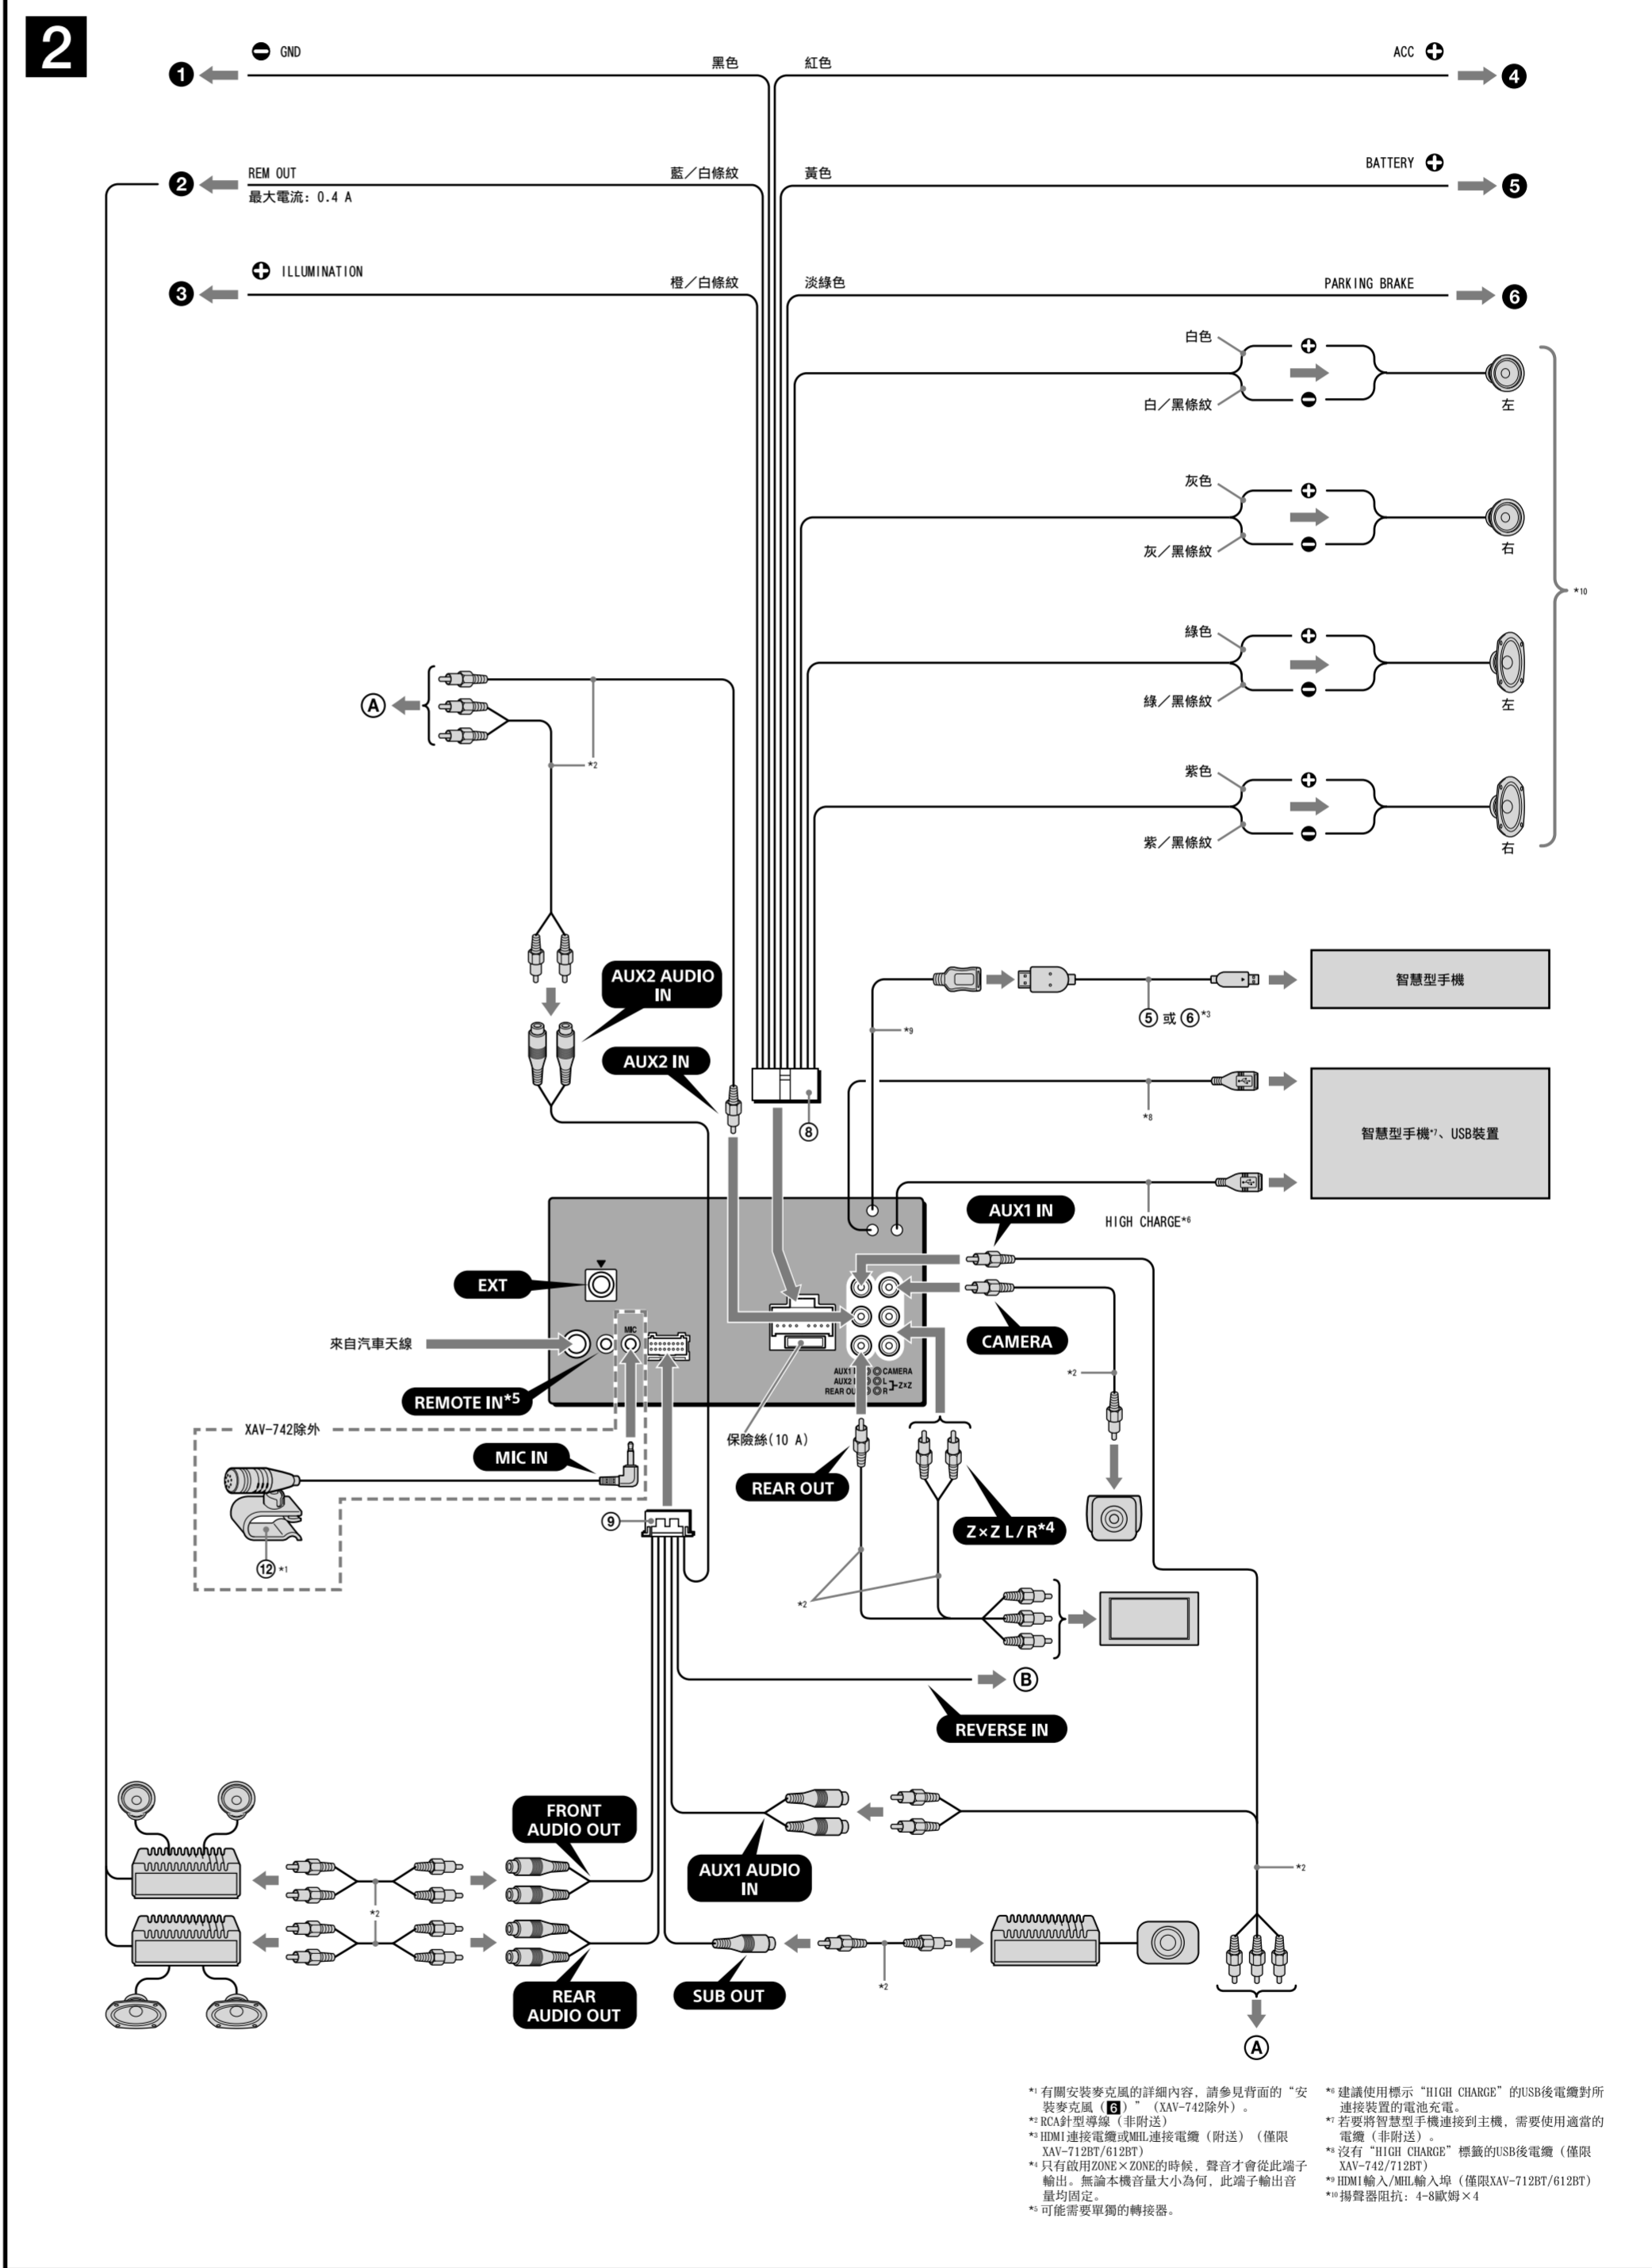 2
GND
黑色
紅色
ACC
1
4
REM OUT
藍／白條紋
黃色
BATTERY
2
最大電流：0.4 A
5
ILLUMINATION
橙／白條紋
淡綠色
PARKING BRAKE
3
6
白色
白／黑條紋
左
灰色
灰／黑條紋
右
*10
綠色
綠／黑條紋
左
A
*2
紫色
紫／黑條紋
右
AUX2 AUDIO
IN
智慧型手機
⑤ 或 ⑥*3
*9
AUX2 IN
*8
⑧
智慧型手機*7、USB裝置
AUX1 IN
HIGH CHARGE*6
EXT
來自汽車天線
MIC
CAMERA
*2
REMOTE IN*5
AUX1
CAMERA
AUX2
L
Z×Z
REAR OU
R
XAV-742除外
保險絲(10 A)
MIC IN
REAR OUT
⑨
Z×Z L/R*4
⑫ *1
*2
B
REVERSE IN
FRONT
AUDIO OUT
AUX1 AUDIO
IN
*2
*2
REAR
AUDIO OUT
SUB OUT
*2
A
*1 有關安裝麥克風的詳細內容，請參見背面的“安
裝麥克風（6）”（XAV-742除外）。
*2 RCA針型導線（非附送）
*3 HDMI連接電纜或MHL連接電纜（附送）（僅限
XAV-712BT/612BT）
*4 只有啟用ZONE×ZONE的時候，聲音才會從此端子
輸出。無論本機音量大小為何，此端子輸出音
量均固定。
*5 可能需要單獨的轉接器。
*6 建議使用標示“HIGH CHARGE”的USB後電纜對所
連接裝置的電池充電。
*7 若要將智慧型手機連接到主機，需要使用適當的
電纜（非附送）。
*8 沒有“HIGH CHARGE”標籤的USB後電纜（僅限
XAV-742/712BT）
*9 HDMI輸入/MHL輸入埠（僅限XAV-712BT/612BT）
*10 揚聲器阻抗：4-8歐姆×4